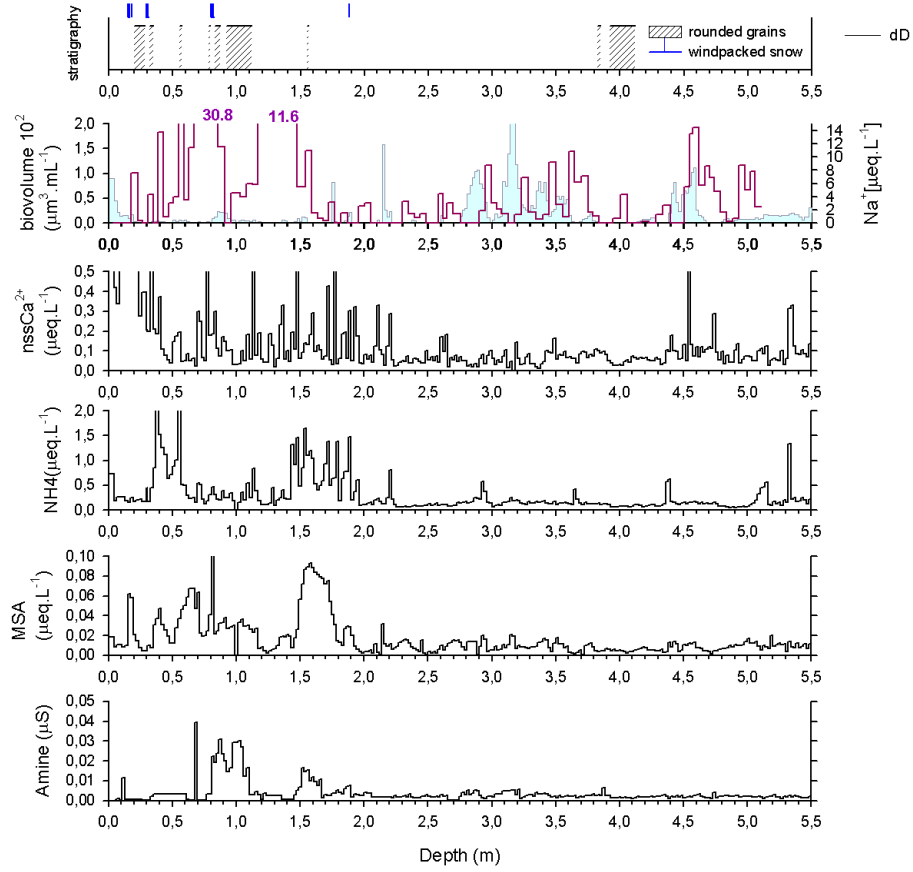 stratigraphy
rounded grains
windpacked snow
dD
0,0 0,5 1,0 1,5 2,0 2,5 3,0 3,5 4,0 4,5 5,0 5,5
30.8 11.6
biovolume 10²
(μm³.mL⁻¹)
2,0
1,5
1,0
0,5
0,0
14
12
10
8
6
4
2
0
Na⁺[μeq.L⁻¹]
0,0 0,5 1,0 1,5 2,0 2,5 3,0 3,5 4,0 4,5 5,0 5,5
nssCa²⁺
(μeq.L⁻¹)
0,5
0,4
0,3
0,2
0,1
0,0
0,0 0,5 1,0 1,5 2,0 2,5 3,0 3,5 4,0 4,5 5,0 5,5
NH4(μeq.L⁻¹)
2,0
1,5
1,0
0,5
0,0
0,0 0,5 1,0 1,5 2,0 2,5 3,0 3,5 4,0 4,5 5,0 5,5
MSA
(μeq.L⁻¹)
0,10
0,08
0,06
0,04
0,02
0,00
0,0 0,5 1,0 1,5 2,0 2,5 3,0 3,5 4,0 4,5 5,0 5,5
Amine (μS)
0,05
0,04
0,03
0,02
0,01
0,00
0,0 0,5 1,0 1,5 2,0 2,5 3,0 3,5 4,0 4,5 5,0 5,5
Depth (m)